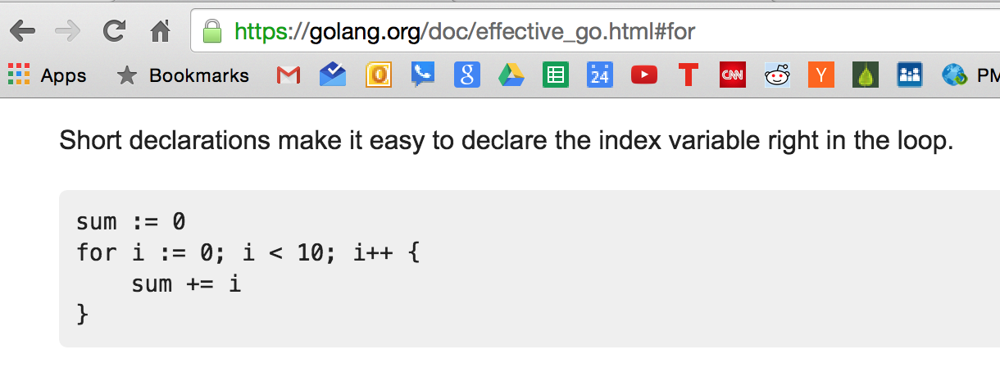 https://golang.org/doc/effective_go.html#for
Apps Bookmarks 8 24 T CNN Y PM
Short declarations make it easy to declare the index variable right in the loop.
sum := 0
for i := 0; i < 10; i++ {
    sum += i
}